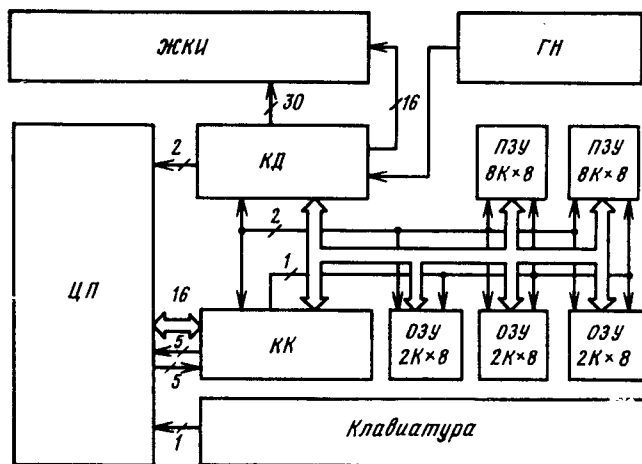 ЖКИ
ГН
30
16
2
КД
ПЗУ
8К×8
ПЗУ
8К×8
2
1
ЦП
16
КК
5
5
ОЗУ
2К×8
ОЗУ
2К×8
ОЗУ
2К×8
1
Клавиатура